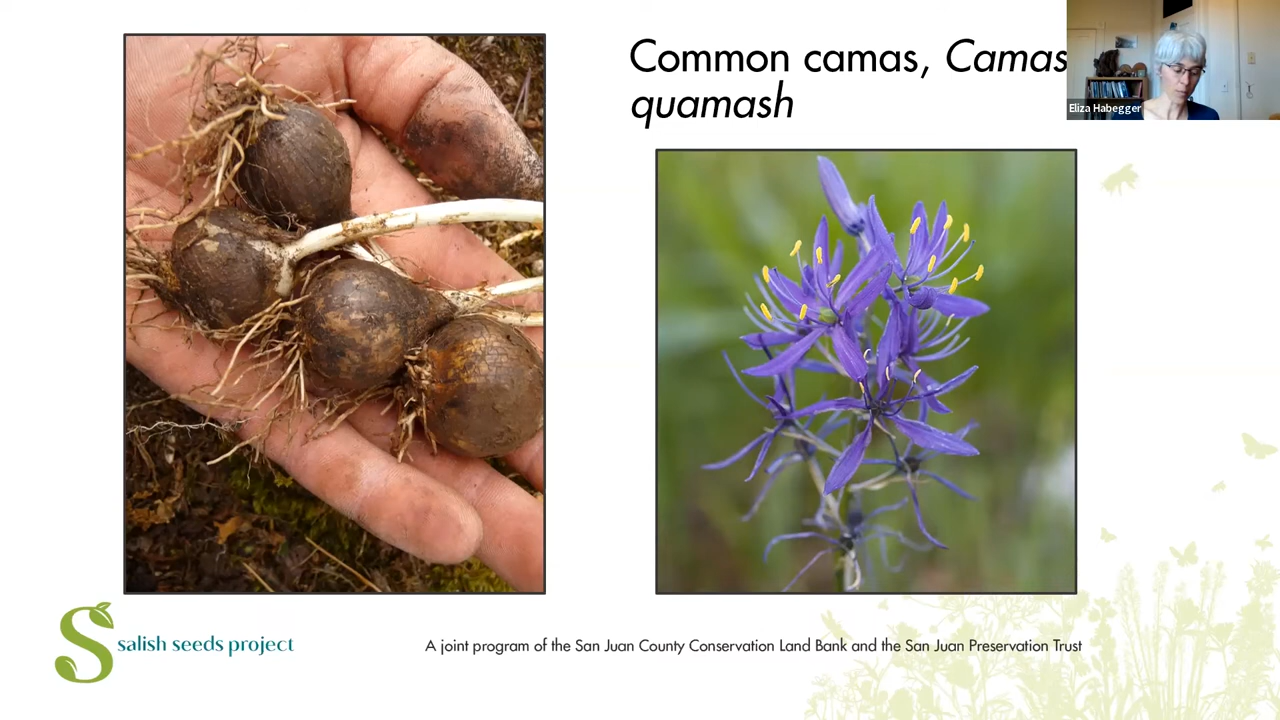 Common camas, Camas
quamash
Eliza Habegger
salish seeds project
A joint program of the San Juan County Conservation Land Bank and the San Juan Preservation Trust